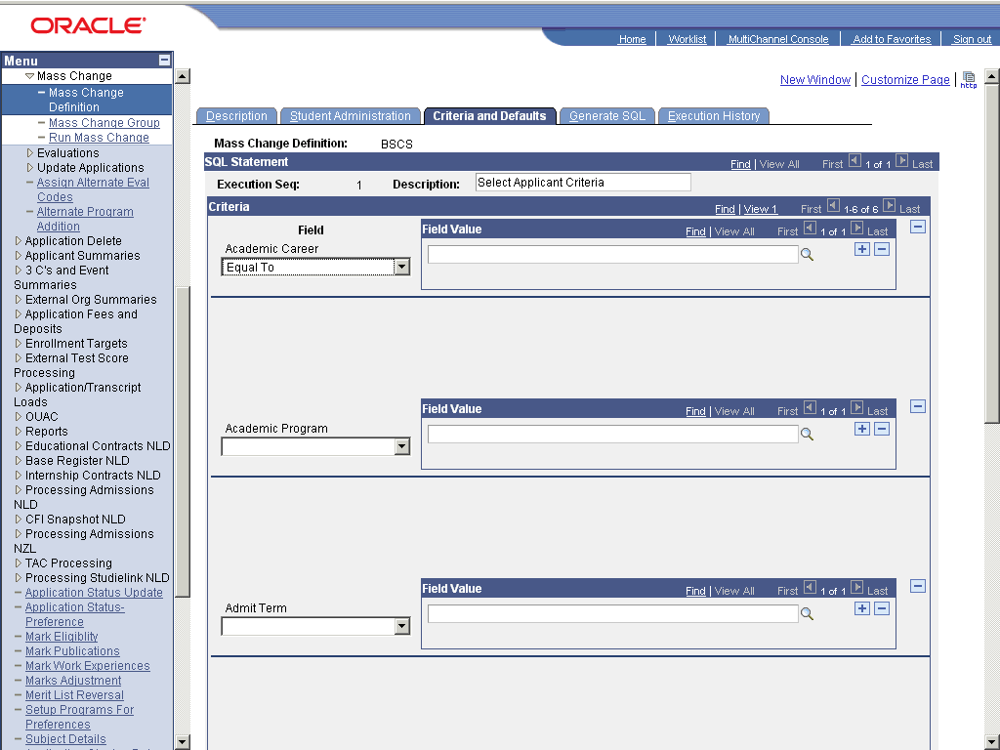 ORACLE
Home
Worklist
MultiChannel Console
Add to Favorites
Sign out
Menu
Mass Change
Mass Change
Definition
Mass Change Group
Run Mass Change
Evaluations
Update Applications
Assign Alternate Eval
Codes
Alternate Program
Addition
Application Delete
Applicant Summaries
3 C's and Event
Summaries
External Org Summaries
Application Fees and
Deposits
Enrollment Targets
External Test Score
Processing
Application/Transcript
Loads
OUAC
Reports
Educational Contracts NLD
Base Register NLD
Internship Contracts NLD
Processing Admissions
NLD
CFI Snapshot NLD
Processing Admissions
NZL
TAC Processing
Processing Studielink NLD
Application Status Update
Application Status-
Preference
Mark Eligiblity
Mark Publications
Mark Work Experiences
Marks Adjustment
Merit List Reversal
Setup Programs For
Preferences
Subject Details
New Window | Customize Page | http
Description
Student Administration
Criteria and Defaults
Generate SQL
Execution History
Mass Change Definition: BSCS
SQL Statement Find | View All First 1 of 1 Last
Execution Seq: 1 Description: Select Applicant Criteria
Criteria Find | View 1 First 1-6 of 6 Last
Field
Field Value Find | View All First 1 of 1 Last
Academic Career
Equal To
Field Value Find | View All First 1 of 1 Last
Academic Program
Field Value Find | View All First 1 of 1 Last
Admit Term